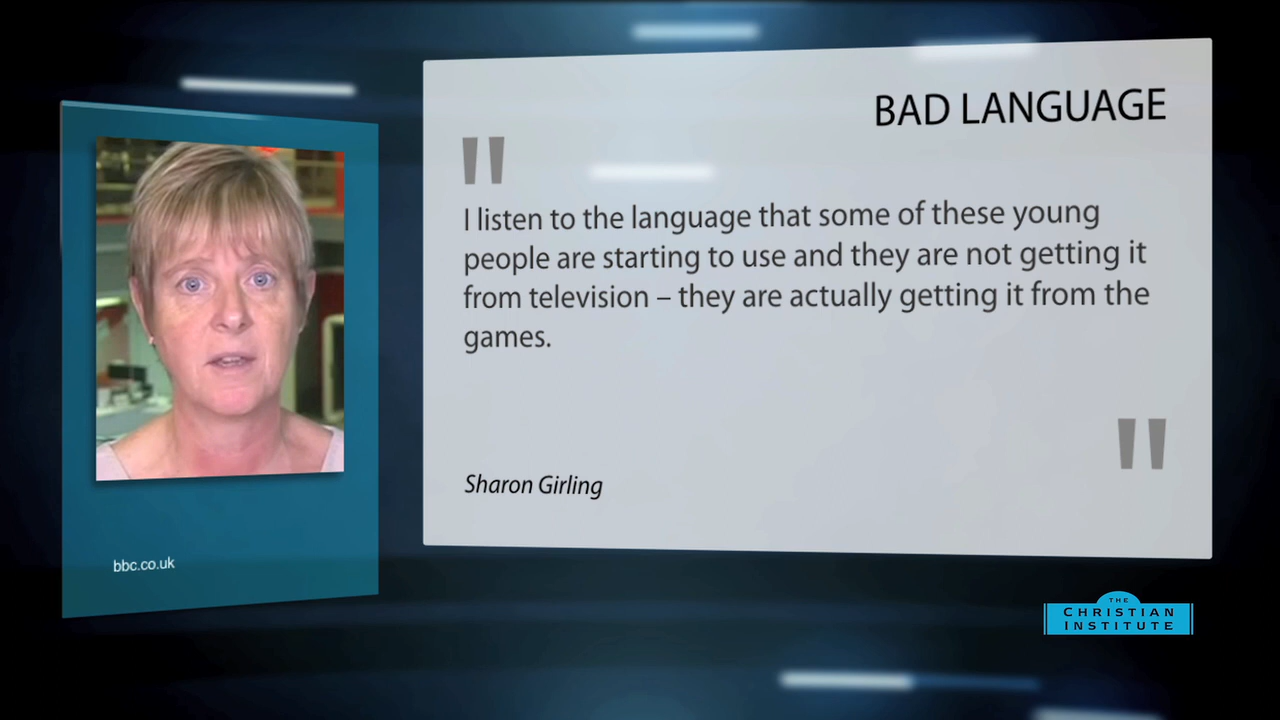 BAD LANGUAGE
"
I listen to the language that some of these young
people are starting to use and they are not getting it
from television – they are actually getting it from the
games.
"
Sharon Girling
bbc.co.uk
THE
CHRISTIAN
INSTITUTE